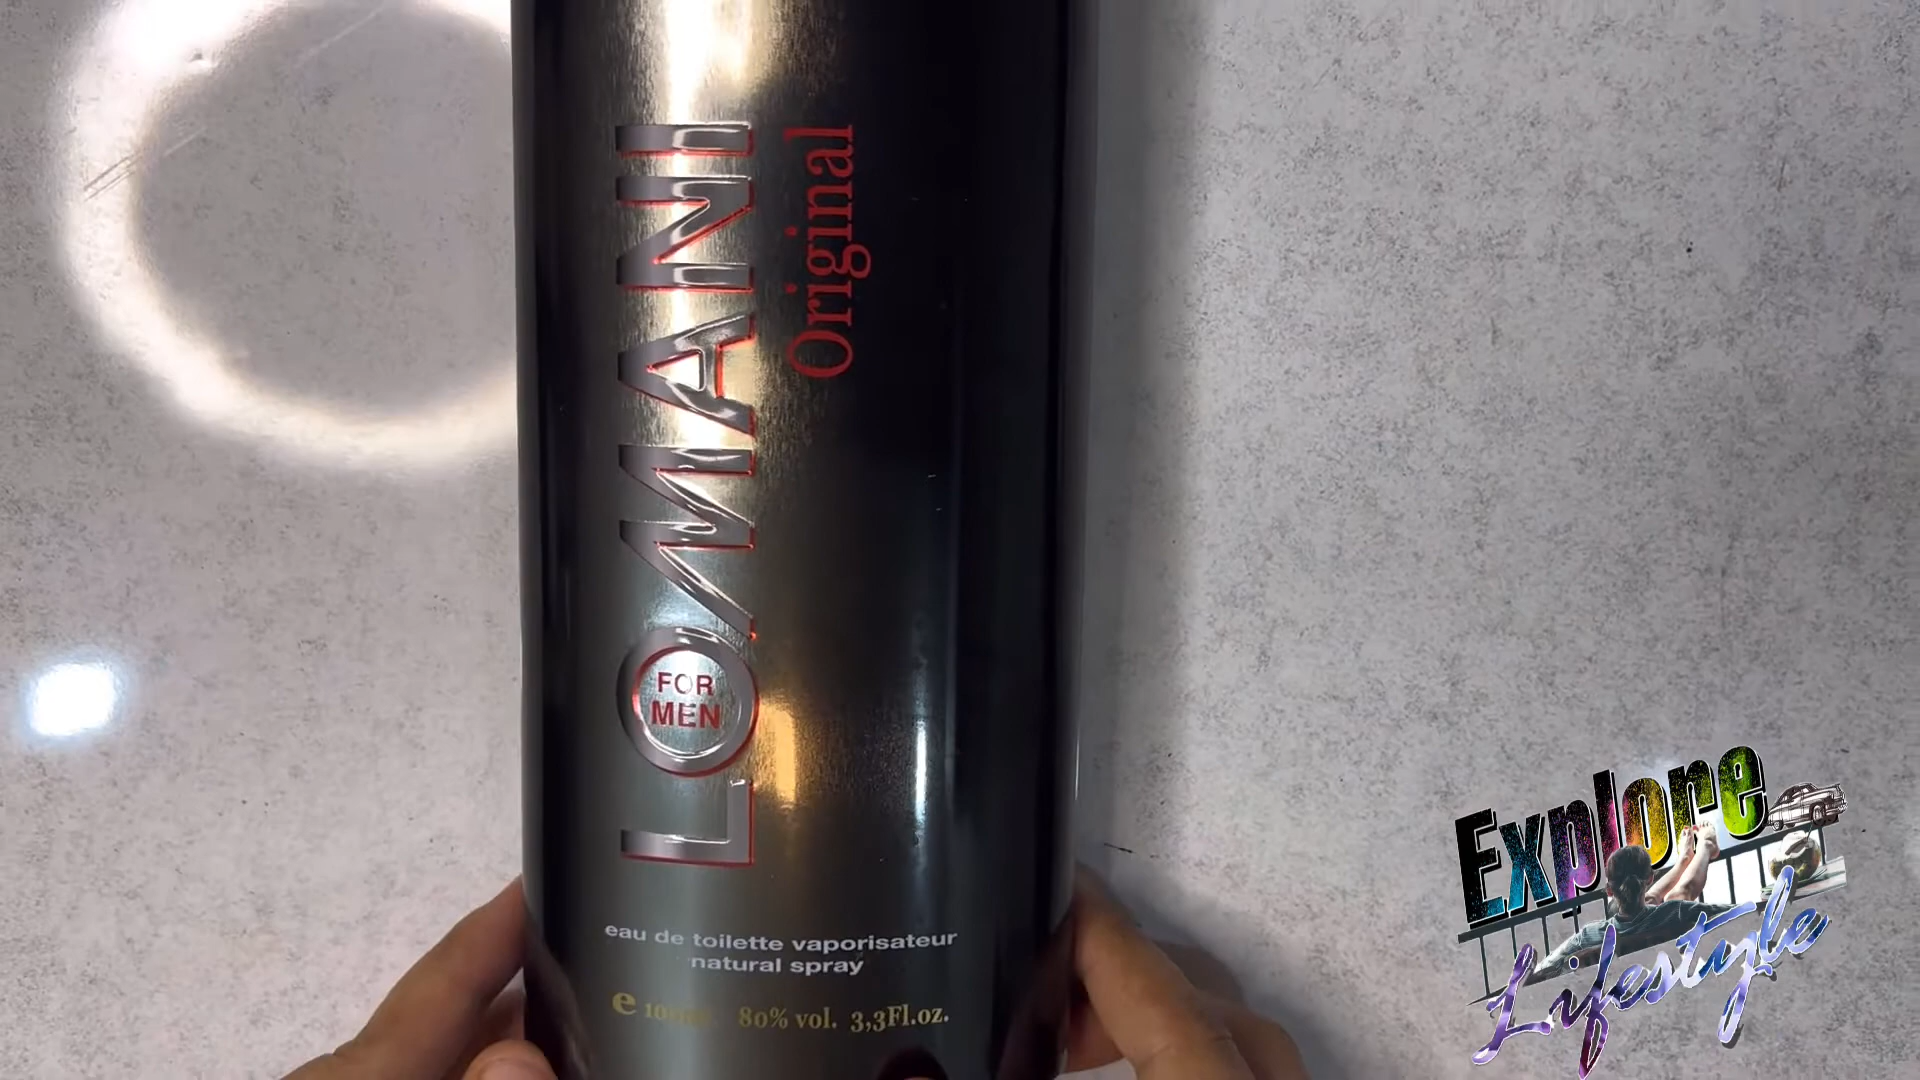 LOMANI
Original
FOR
MEN
eau de toilette vaporisateur
natural spray
e 80% vol. 3,3Fl.oz.
Explore
Lifestyle